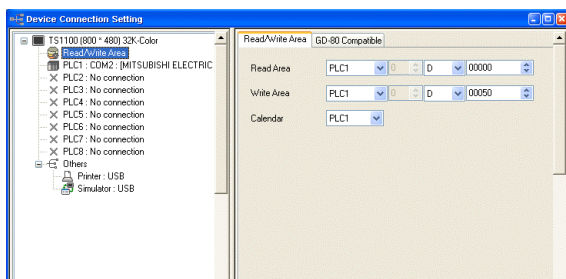 Device Connection Setting
TS1100 (800 * 480) 32K-Color
Read/Write Area
PLC1 : COM2 : [MITSUBISHI ELECTRIC
PLC2 : No connection
PLC3 : No connection
PLC4 : No connection
PLC5 : No connection
PLC6 : No connection
PLC7 : No connection
PLC8 : No connection
Others
Printer : USB
Simulator : USB
Read/Write Area GD-80 Compatible
Read Area PLC1 0 D 00000
Write Area PLC1 0 D 00050
Calendar PLC1